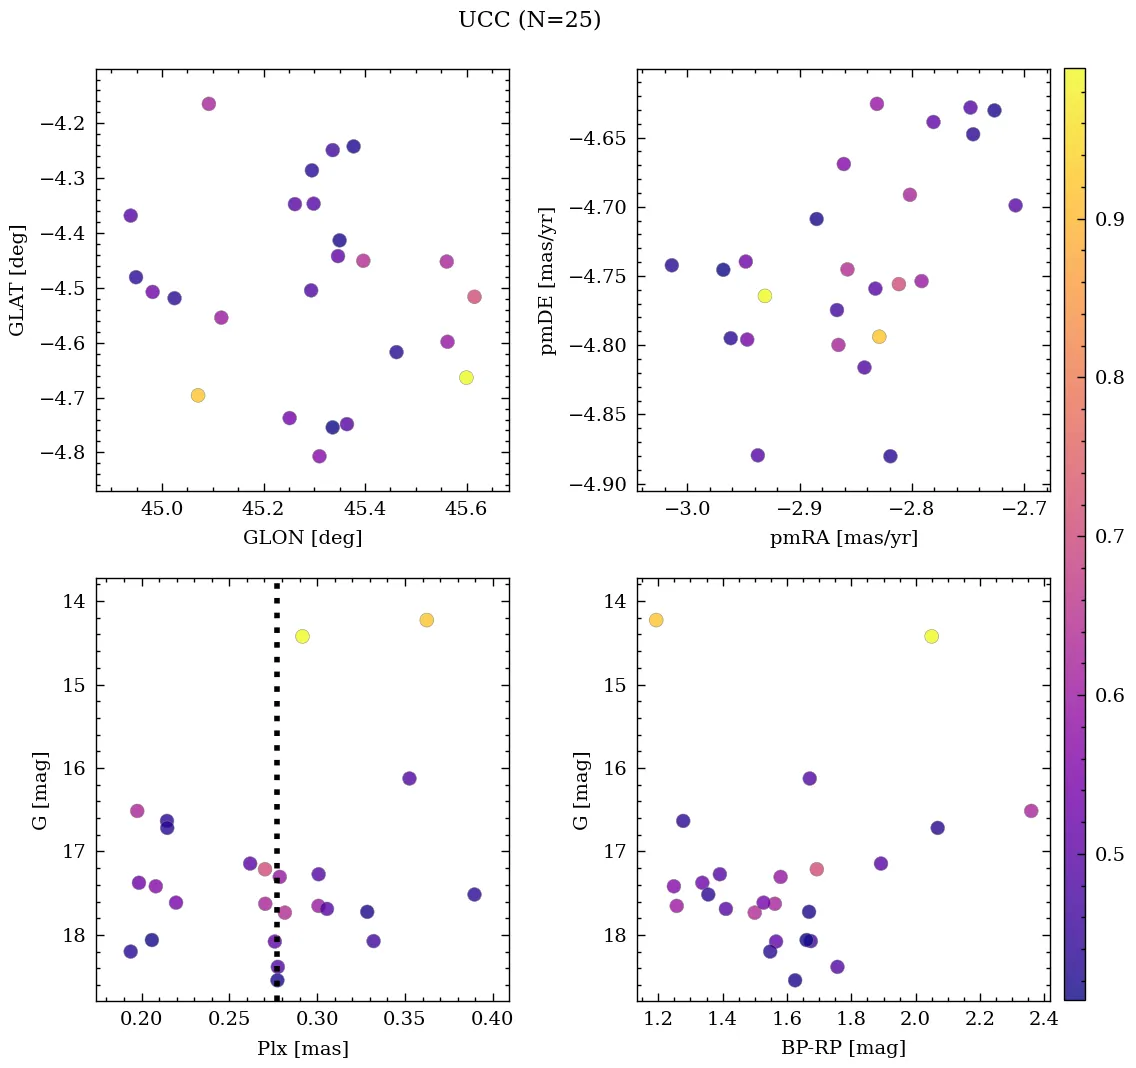 UCC (N=25)
−4.2
−4.3
−4.4
−4.5
−4.6
−4.7
−4.8
GLAT [deg]
45.0 45.2 45.4 45.6
GLON [deg]
−4.65
−4.70
−4.75
−4.80
−4.85
−4.90
pmDE [mas/yr]
−3.0 −2.9 −2.8 −2.7
pmRA [mas/yr]
14
15
16
17
18
G [mag]
0.20 0.25 0.30 0.35 0.40
Plx [mas]
14
15
16
17
18
G [mag]
1.2 1.4 1.6 1.8 2.0 2.2 2.4
BP-RP [mag]
0.9
0.8
0.7
0.6
0.5